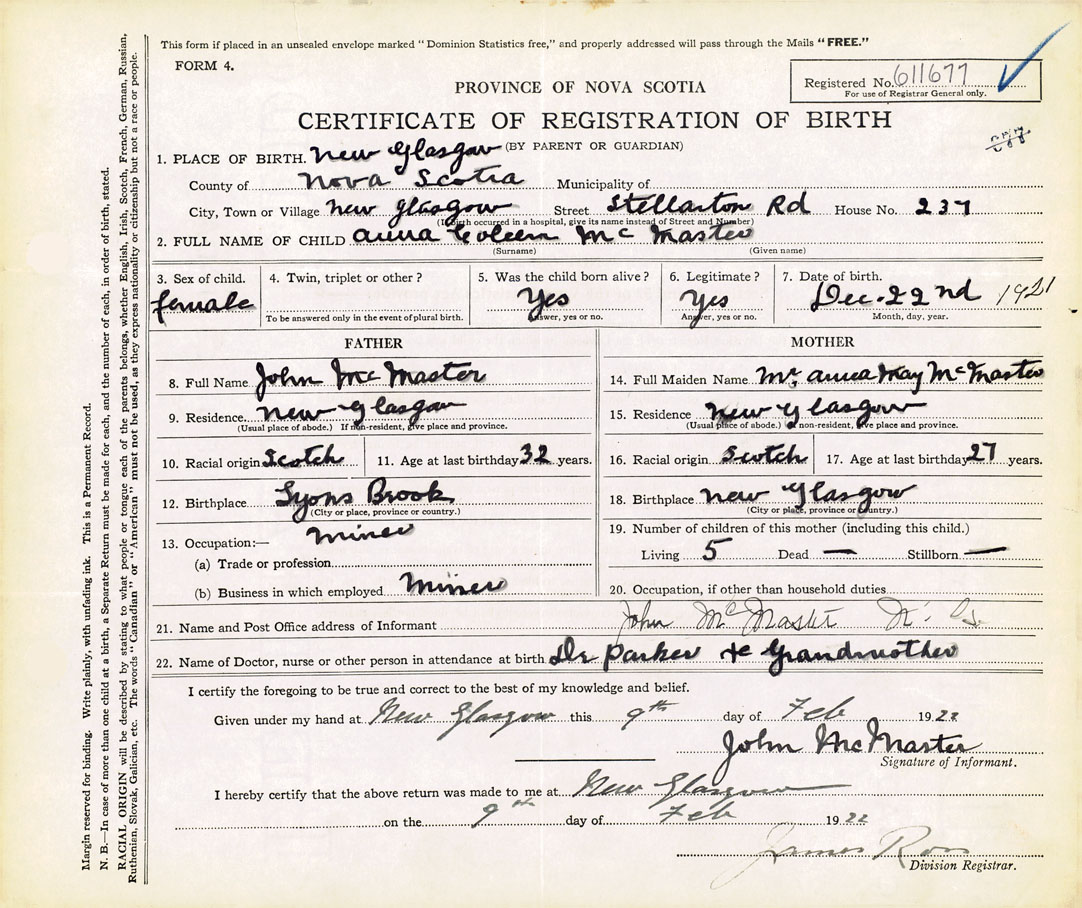 This form if placed in an unsealed envelope marked "Dominion Statistics free," and properly addressed will pass through the Mails "FREE."
FORM 4.
Registered No. 611677
For use of Registrar General only.
PROVINCE OF NOVA SCOTIA
CERTIFICATE OF REGISTRATION OF BIRTH
(BY PARENT OR GUARDIAN)
1. PLACE OF BIRTH. New Glasgow
County of Nova Scotia Municipality of
City, Town or Village New Glasgow Street Stellarton Rd House No. 237
(If birth occurred in a hospital, give its name instead of Street and Number)
2. FULL NAME OF CHILD Anna Coleen Mc Master
(Surname) (Given name)
3. Sex of child. female
4. Twin, triplet or other?
To be answered only in the event of plural birth.
5. Was the child born alive? Yes
Answer, yes or no.
6. Legitimate? Yes
Answer, yes or no.
7. Date of birth. Dec. 22nd 1921
Month, day, year.
FATHER
8. Full Name John McMaster
9. Residence. New Glasgow
(Usual place of abode.) If non-resident, give place and province.
10. Racial origin Scotch 11. Age at last birthday 32 years.
12. Birthplace Lyons Brook
(City or place, province or country.)
13. Occupation:— Miner
(a) Trade or profession
(b) Business in which employed Miner
MOTHER
14. Full Maiden Name Mrs Anna May McMaster
15. Residence New Glasgow
(Usual place of abode.) If non-resident, give place and province.
16. Racial origin Scotch 17. Age at last birthday 27 years.
18. Birthplace New Glasgow
(City or place, province or country.)
19. Number of children of this mother (including this child.)
Living 5 Dead — Stillborn —
20. Occupation, if other than household duties
21. Name and Post Office address of Informant John McMaster N. G.
22. Name of Doctor, nurse or other person in attendance at birth Dr Parker & Grandmother
I certify the foregoing to be true and correct to the best of my knowledge and belief.
Given under my hand at New Glasgow this 9th day of Feb 1922
John McMaster
Signature of Informant.
I hereby certify that the above return was made to me at New Glasgow
on the 9th day of Feb 1922
James Ross
Division Registrar.
Margin reserved for binding. Write plainly, with unfading ink. This is a Permanent Record.
N. B.—In case of more than one child at a birth, a Separate Return must be made for each, and the number of each, in order of birth, stated.
RACIAL ORIGIN will be described by stating to what people or tongue each of the parents belongs, whether English, Irish, Scotch, French, German, Russian,
Ruthenian, Slovak, Galician, etc. The words "Canadian" or "American" must not be used, as they express nationality or citizenship but not a race or people.